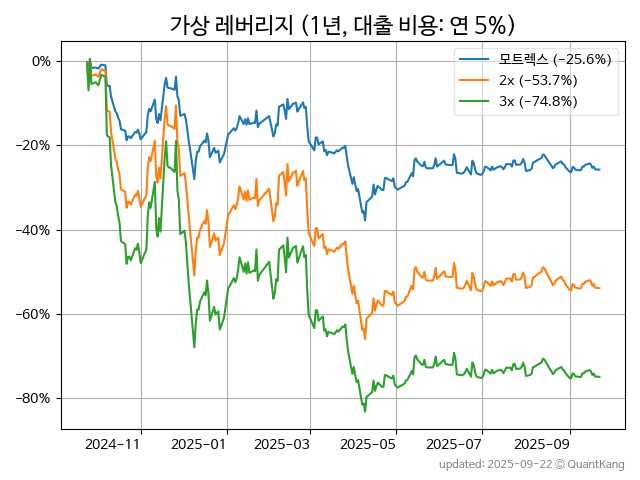 가상 레버리지 (1년, 대출 비용: 연 5%)
모트렉스 (−25.6%)
2x (−53.7%)
3x (−74.8%)
0%
−20%
−40%
−60%
−80%
2024-11 2025-01 2025-03 2025-05 2025-07 2025-09
updated: 2025-09-22 © QuantKang